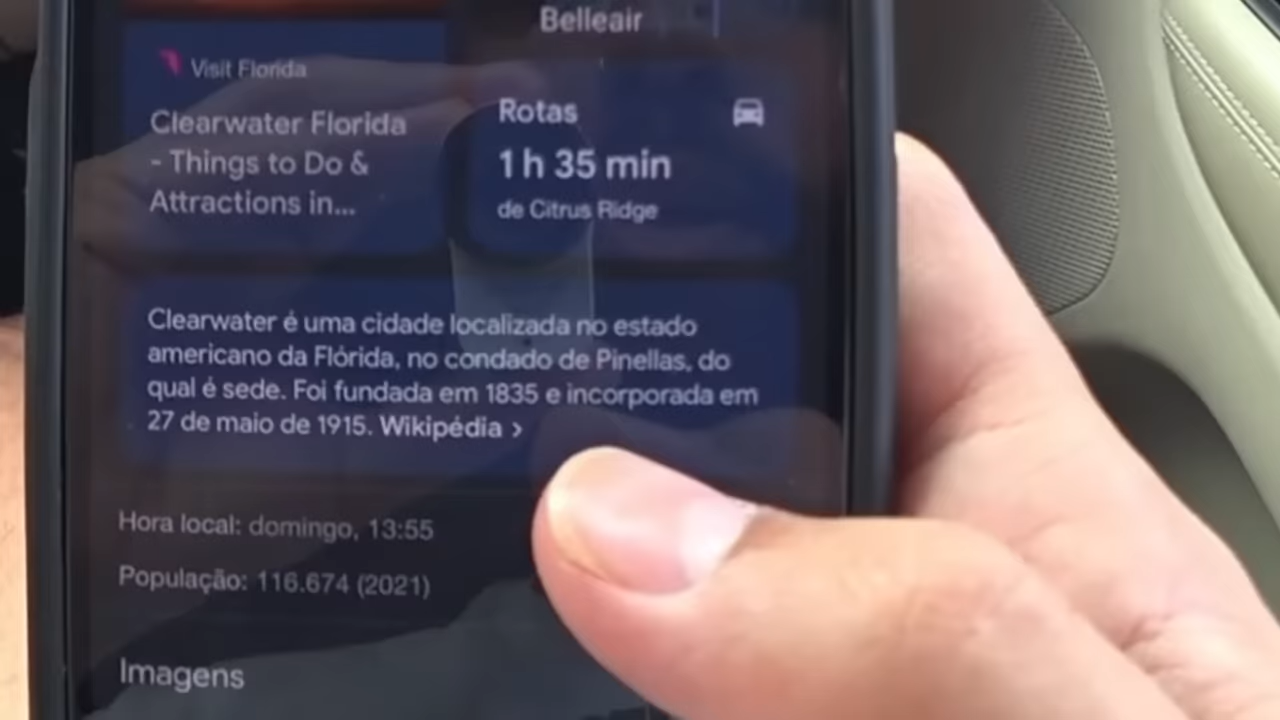 Belleair
Visit Florida
Clearwater Florida
- Things to Do &
Attractions in...
Rotas
1 h 35 min
de Citrus Ridge
Clearwater é uma cidade localizada no estado
americano da Flórida, no condado de Pinellas, do
qual é sede. Foi fundada em 1835 e incorporada em
27 de maio de 1915. Wikipédia >
Hora local: domingo, 13:55
População: 116.674 (2021)
Imagens